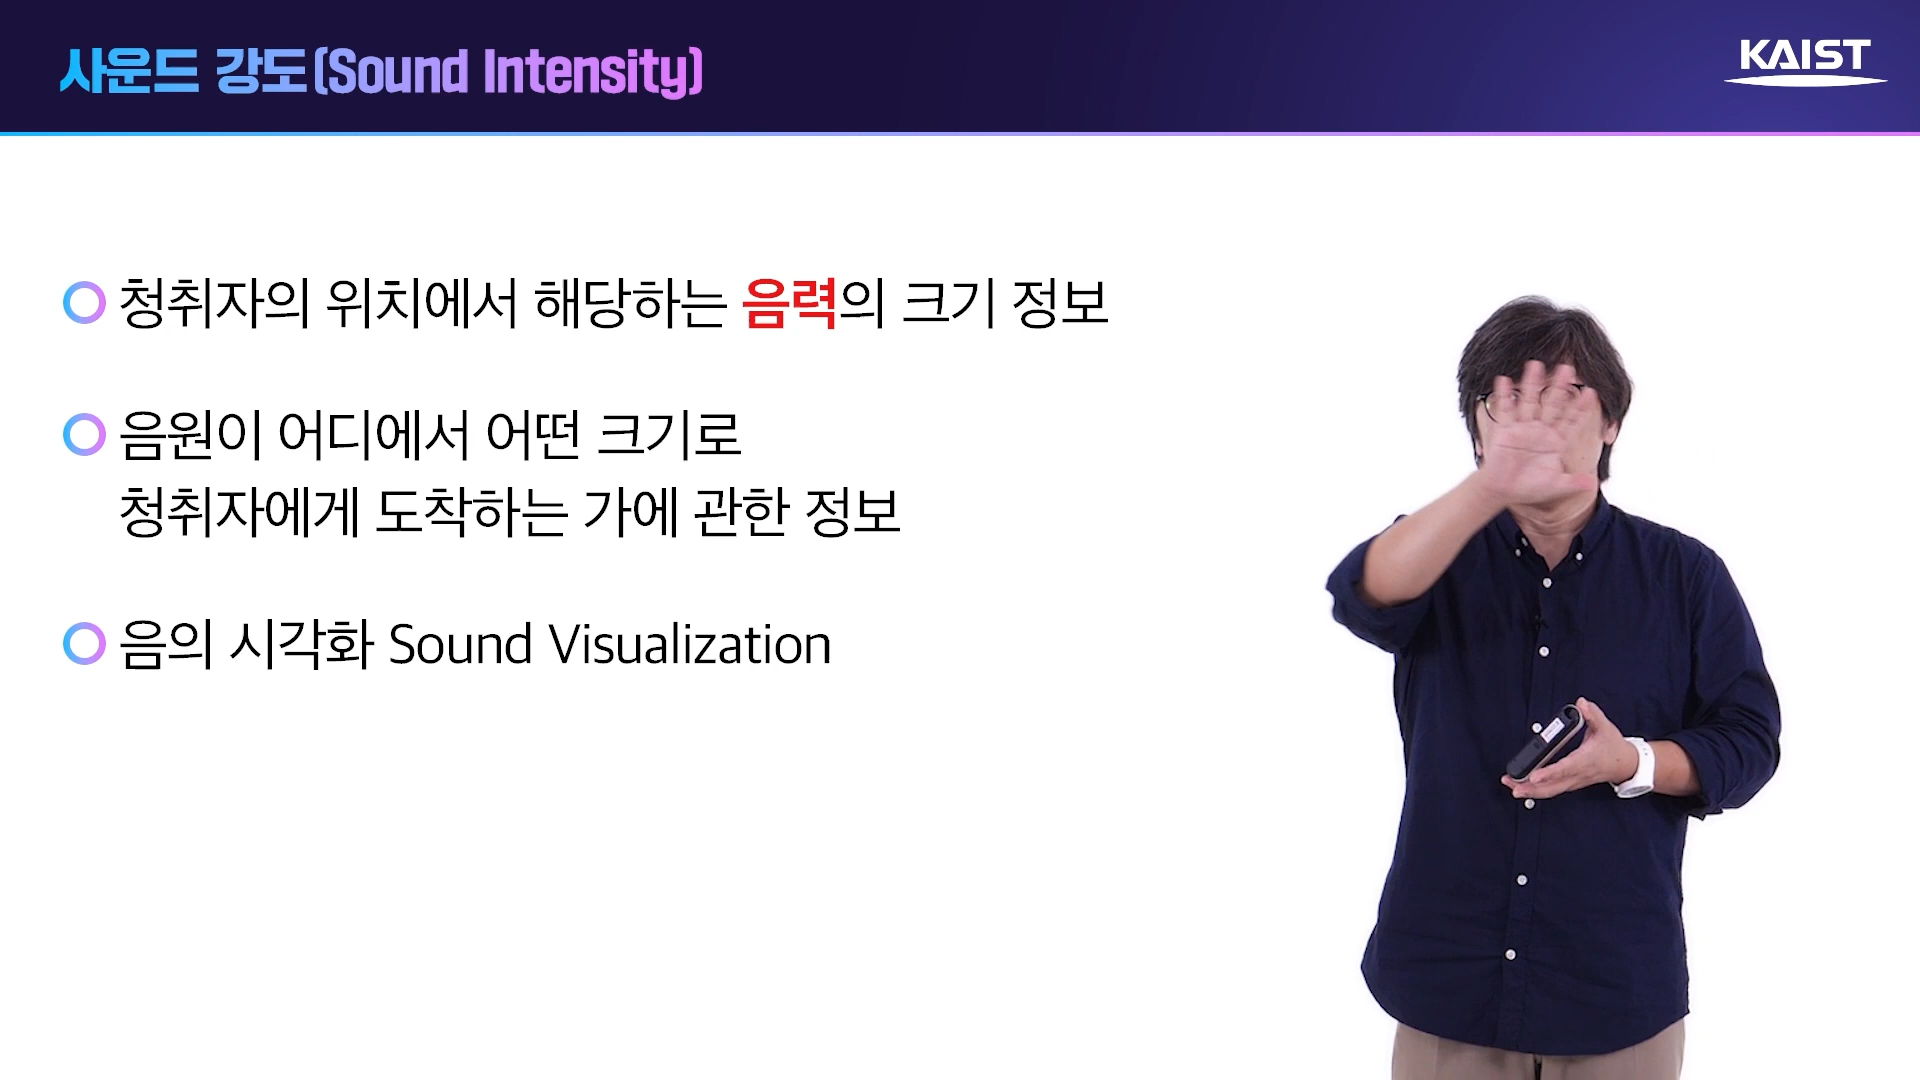 사운드 강도(Sound Intensity)
KAIST
청취자의 위치에서 해당하는 음력의 크기 정보
음원이 어디에서 어떤 크기로
청취자에게 도착하는 가에 관한 정보
음의 시각화 Sound Visualization